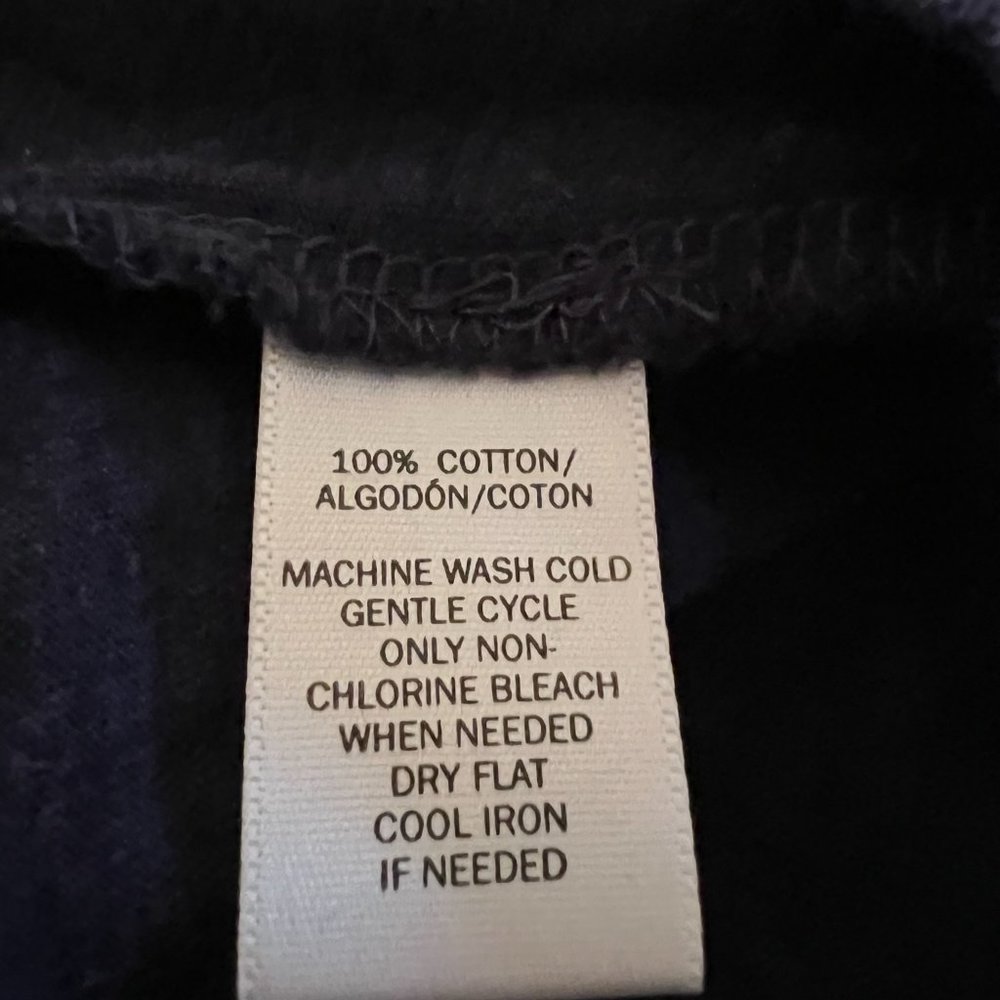 100% COTTON/
ALGODÓN/COTON
MACHINE WASH COLD
GENTLE CYCLE
ONLY NON-
CHLORINE BLEACH
WHEN NEEDED
DRY FLAT
COOL IRON
IF NEEDED